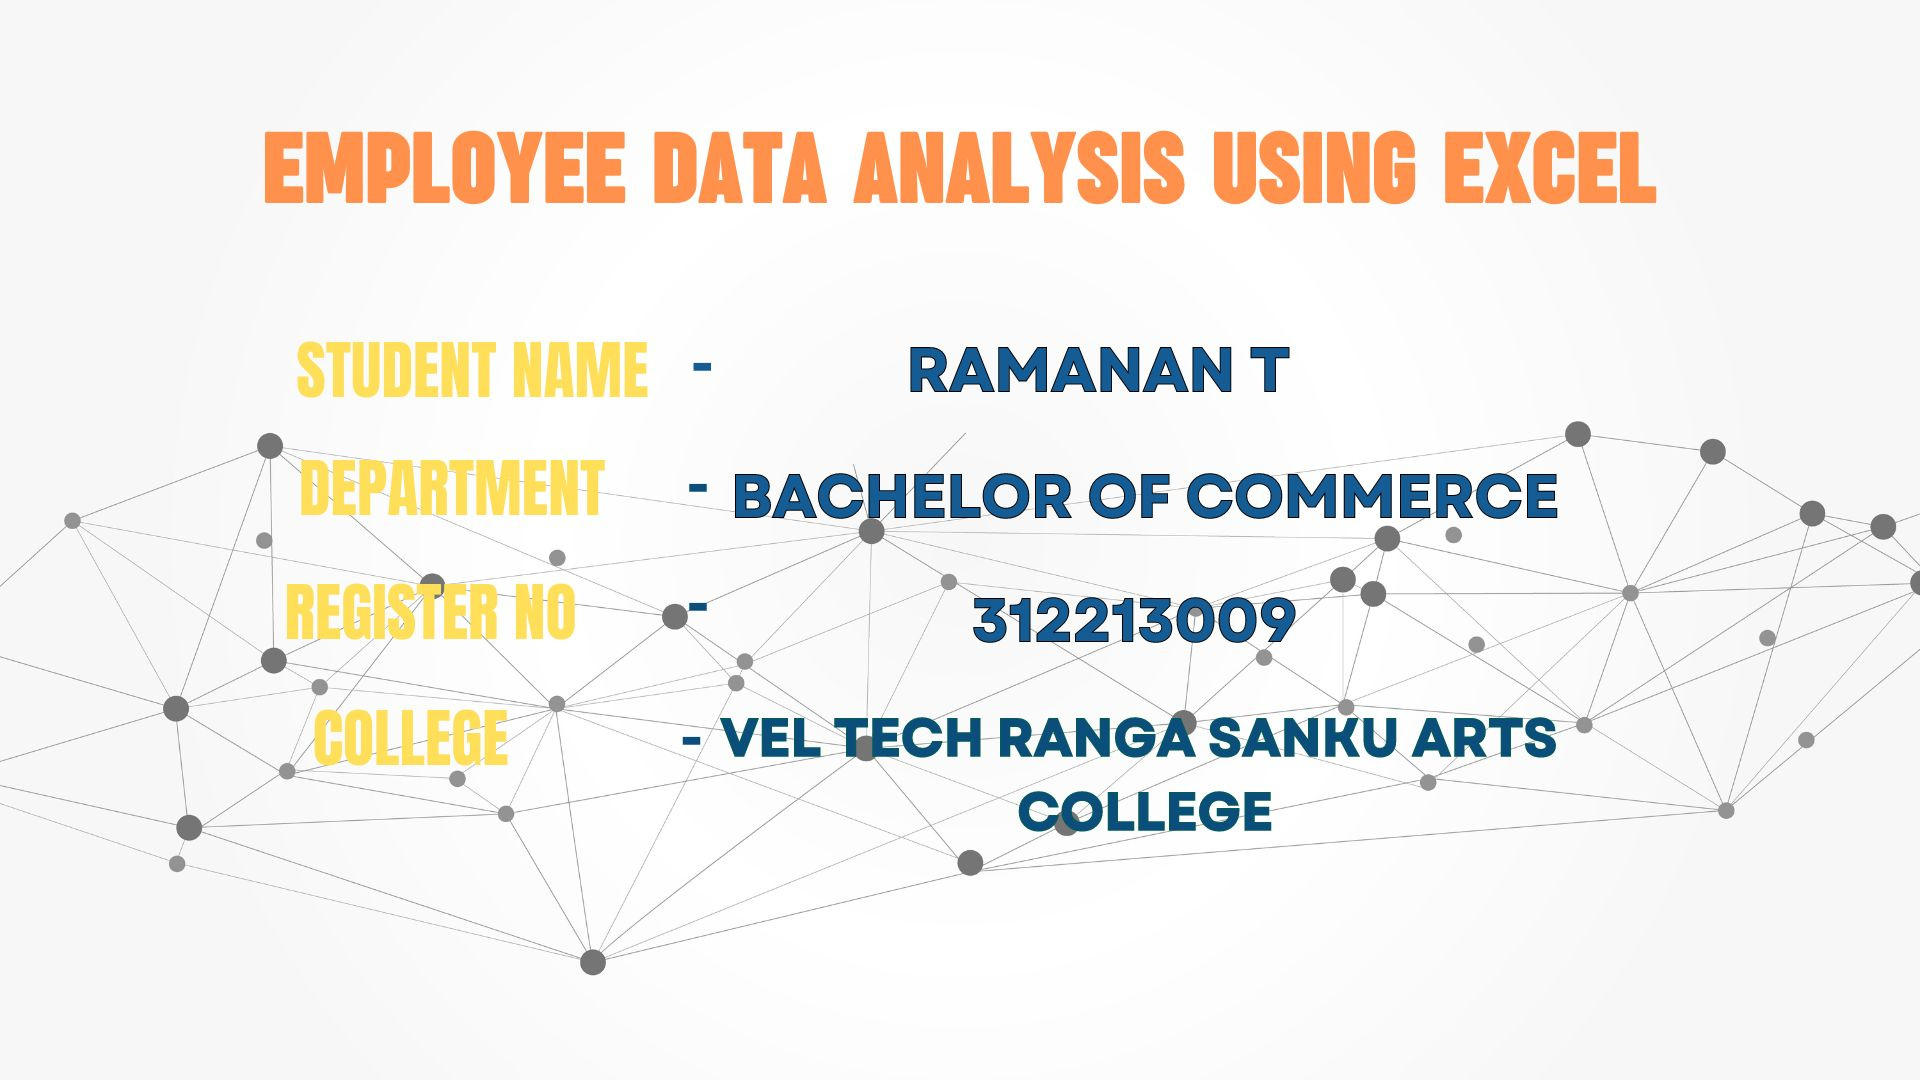 EMPLOYEE DATA ANALYSIS USING EXCEL
STUDENT NAME - RAMANAN T
DEPARTMENT - BACHELOR OF COMMERCE
REGISTER NO - 312213009
COLLEGE - VEL TECH RANGA SANKU ARTS
COLLEGE